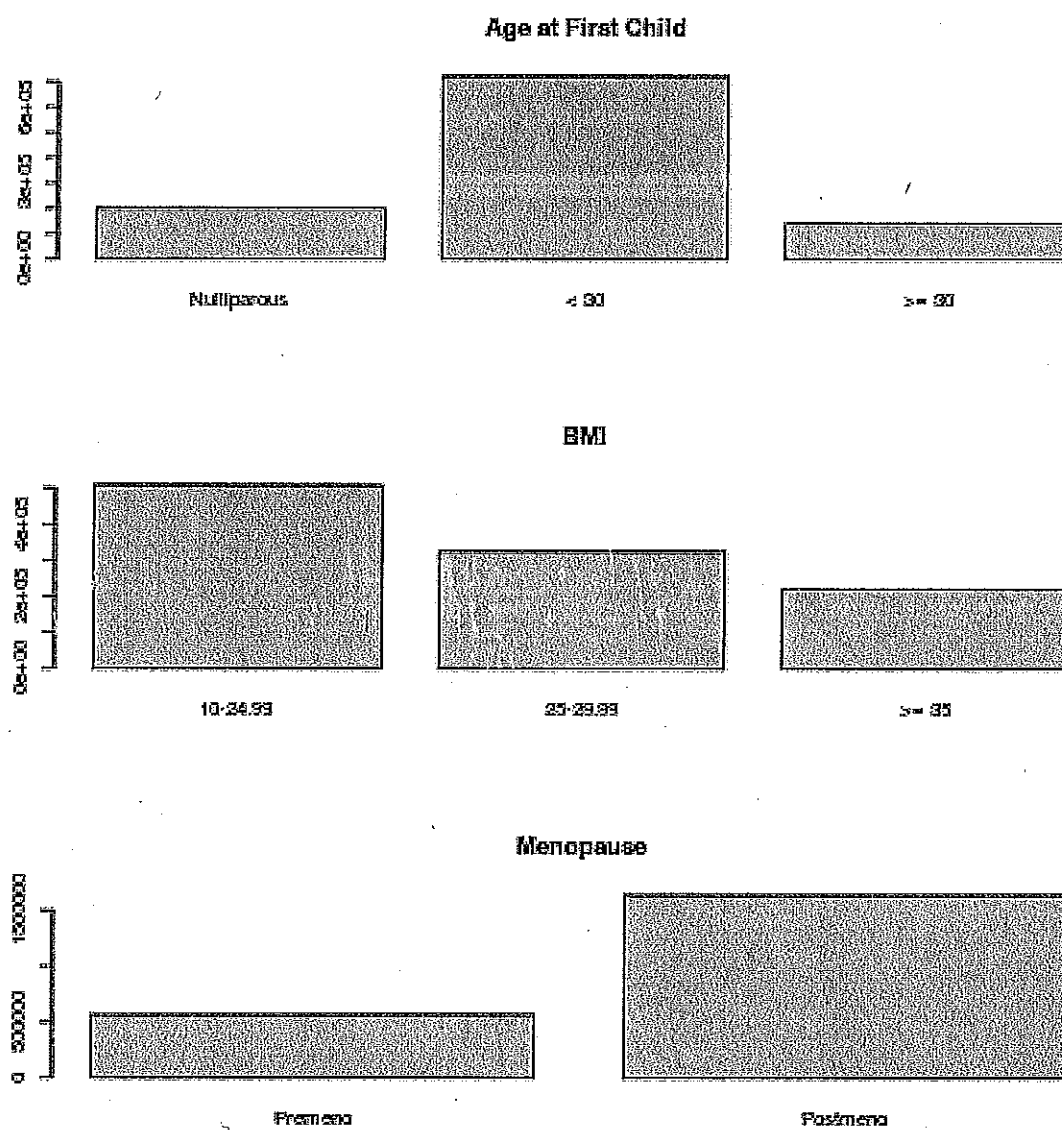 Age at First Child
6e+05
3e+05
0e+00
Nulliparous
< 30
>= 30
BMI
4e+05
2e+05
0e+00
10-24.99
25-29.99
>= 35
Menopause
1500000
500000
0
Premeno
Postmeno